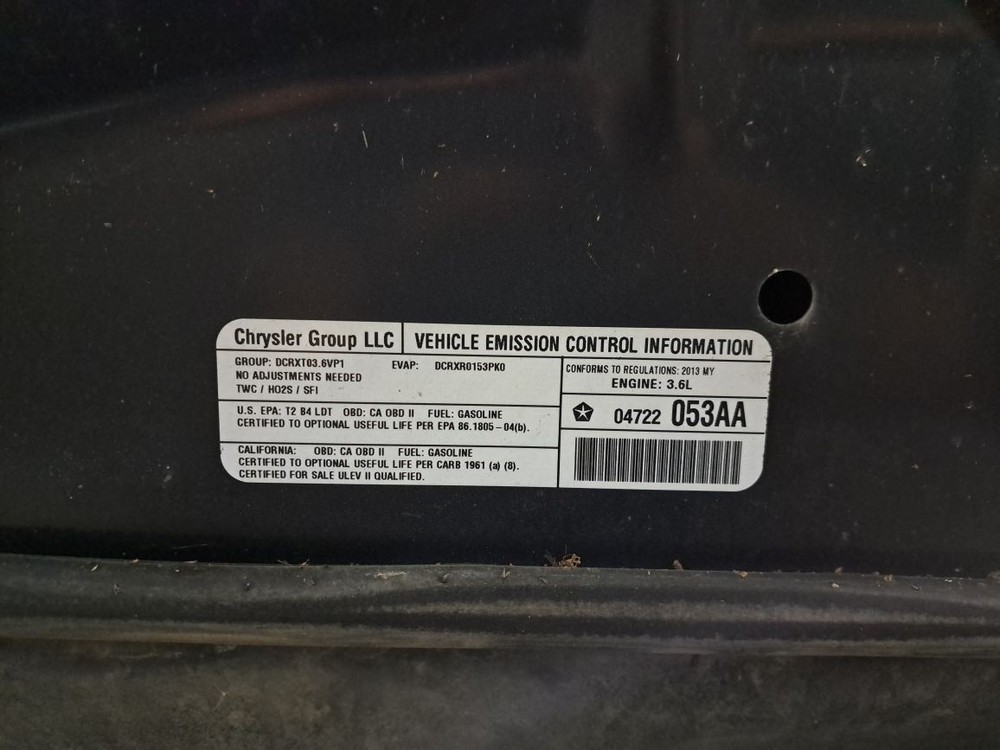 Chrysler Group LLC
VEHICLE EMISSION CONTROL INFORMATION
GROUP: DCRXT03.6VP1 EVAP: DCRXR0153PK0
NO ADJUSTMENTS NEEDED
TWC / HO2S / SFI
CONFORMS TO REGULATIONS: 2013 MY
ENGINE: 3.6L
U.S. EPA: T2 B4 LDT OBD: CA OBD II FUEL: GASOLINE
CERTIFIED TO OPTIONAL USEFUL LIFE PER EPA 86.1805-04(b).
04722 053AA
CALIFORNIA: OBD: CA OBD II FUEL: GASOLINE
CERTIFIED TO OPTIONAL USEFUL LIFE PER CARB 1961 (a) (8).
CERTIFIED FOR SALE ULEV II QUALIFIED.